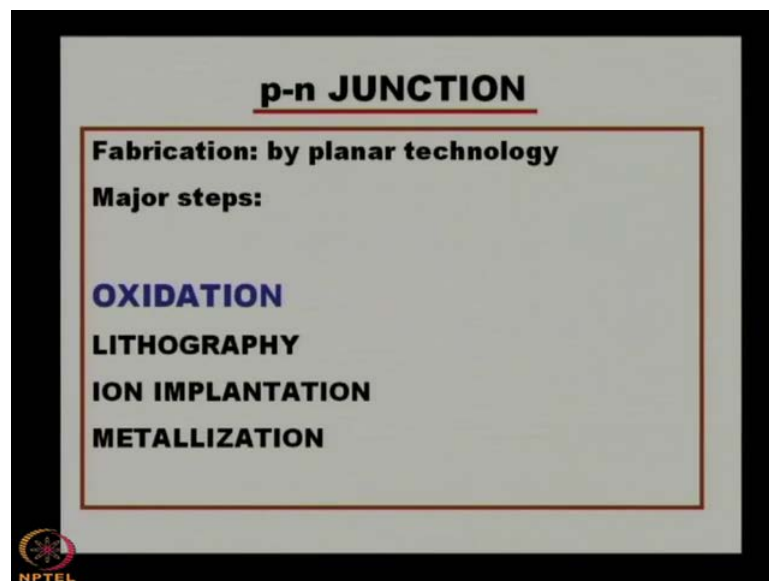 p-n JUNCTION
Fabrication: by planar technology
Major steps:
OXIDATION
LITHOGRAPHY
ION IMPLANTATION
METALLIZATION
NPTEL